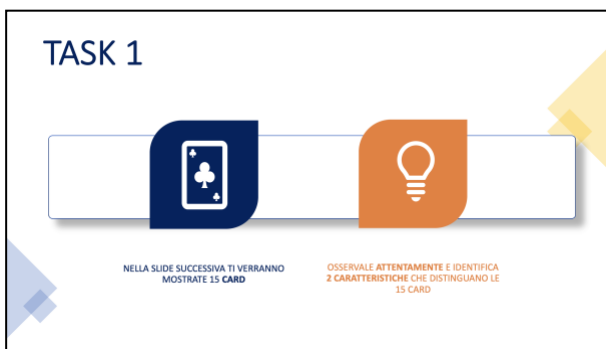 TASK 1
NELLA SLIDE SUCCESSIVA TI VERRANNO
MOSTRATE 15 CARD
OSSERVALE ATTENTAMENTE E IDENTIFICA
2 CARATTERISTICHE CHE DISTINGUANO LE
15 CARD